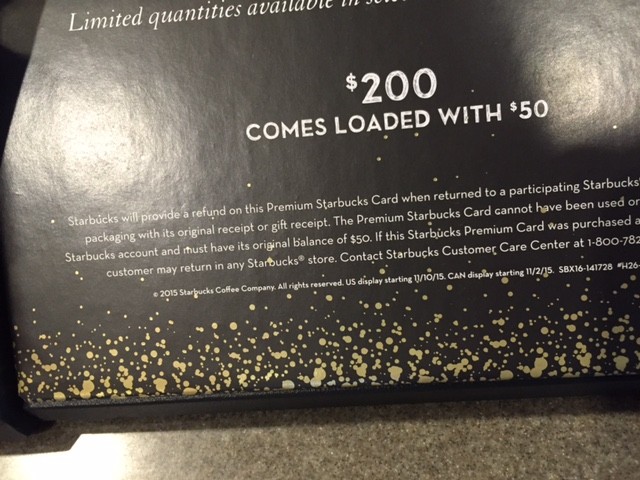 Limited quantities available in
$200
COMES LOADED WITH $50
Starbucks will provide a refund on this Premium Starbucks Card when returned to a participating Starbucks
packaging with its original receipt or gift receipt. The Premium Starbucks Card cannot have been used or
Starbucks account and must have its original balance of $50. If this Starbucks Premium Card was purchased a
customer may return in any Starbucks® store. Contact Starbucks Customer Care Center at 1-800-782
© 2015 Starbucks Coffee Company. All rights reserved. US display starting 11/10/15. CAN display starting 11/2/15. SBX16-141728 #H26-